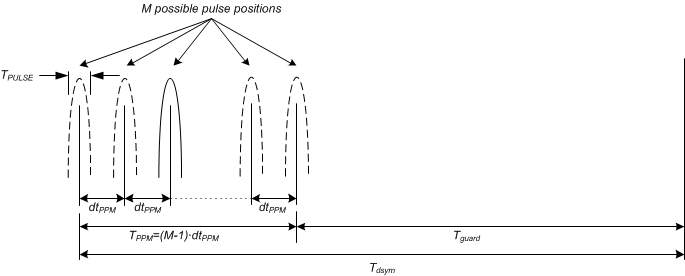 M possible pulse positions
T_PULSE
dt_PPM dt_PPM dt_PPM
T_PPM=(M-1)·dt_PPM T_guard
T_dsym